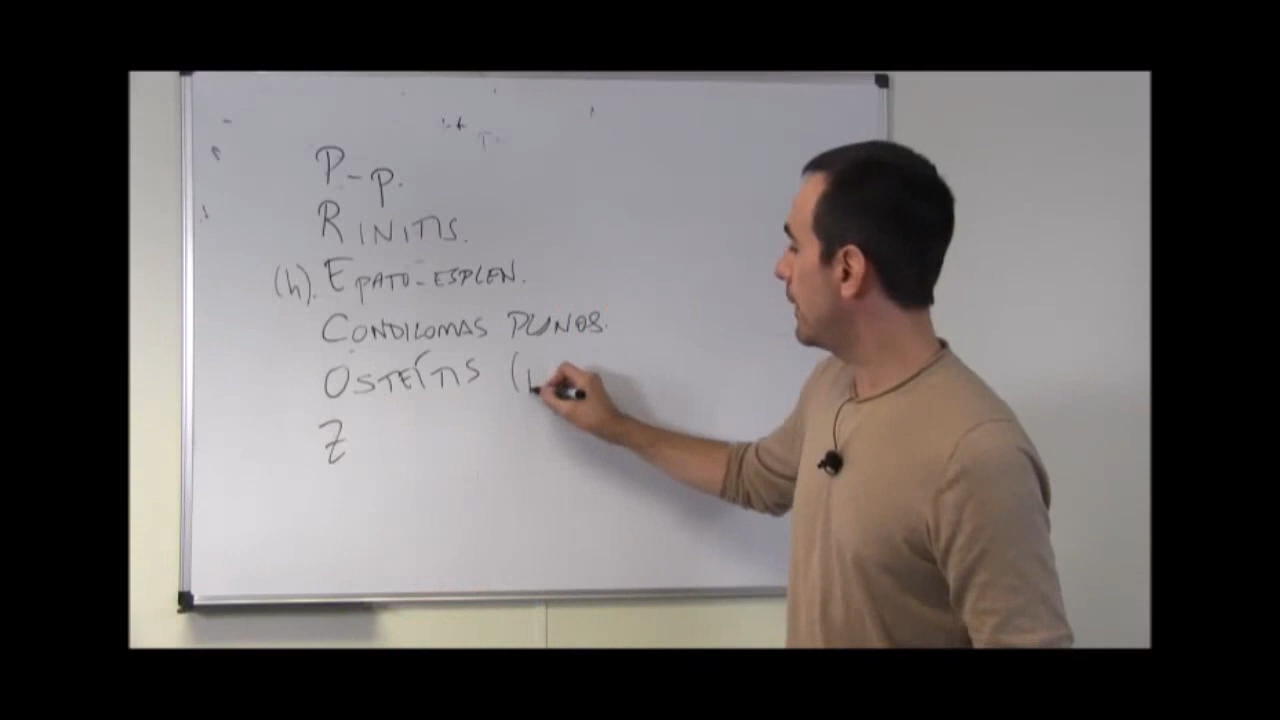 P-p.
RINITIS.
(h). EPATO-ESPLEN.
CONDILOMAS PLANOS.
OSTEÍTIS (
Z